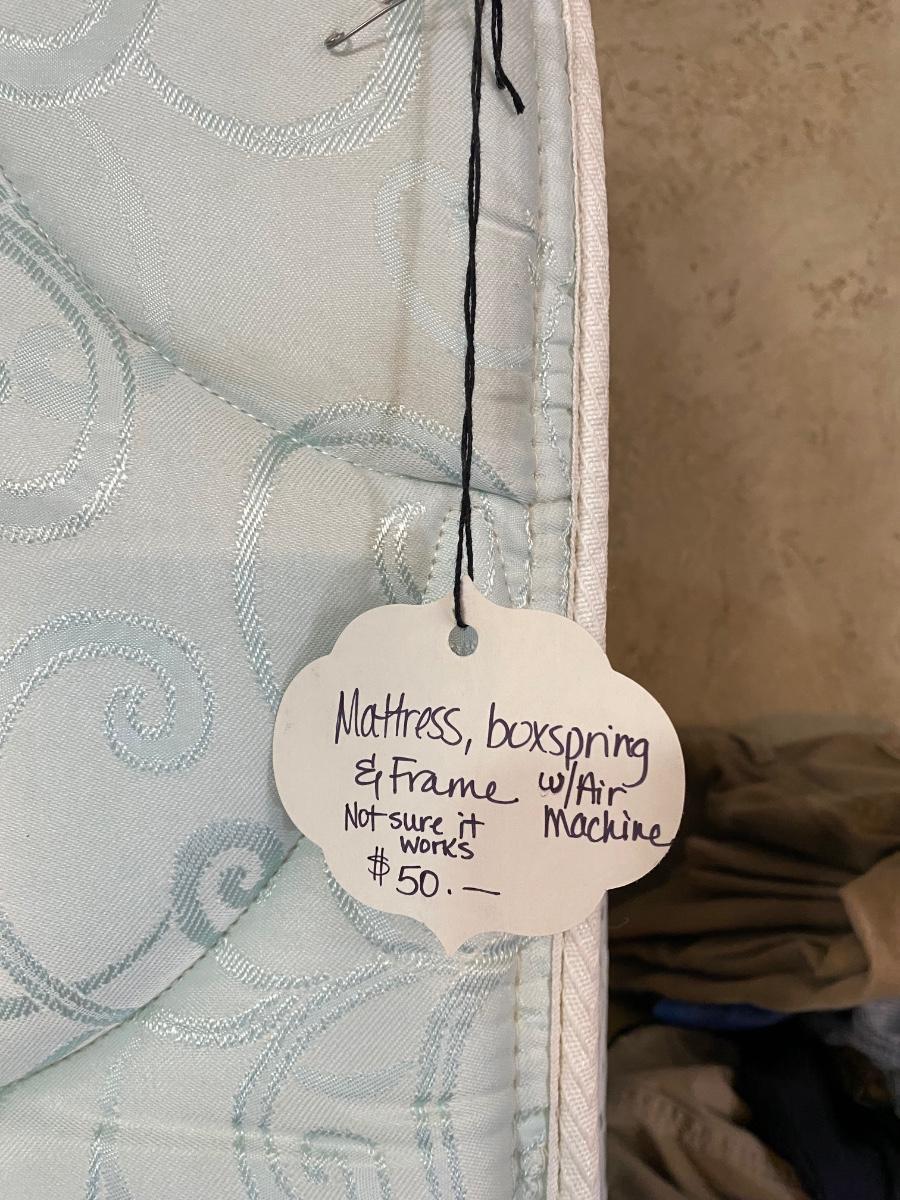 Mattress, boxspring
& Frame w/Air
Machine
Not sure it
works
$50.—